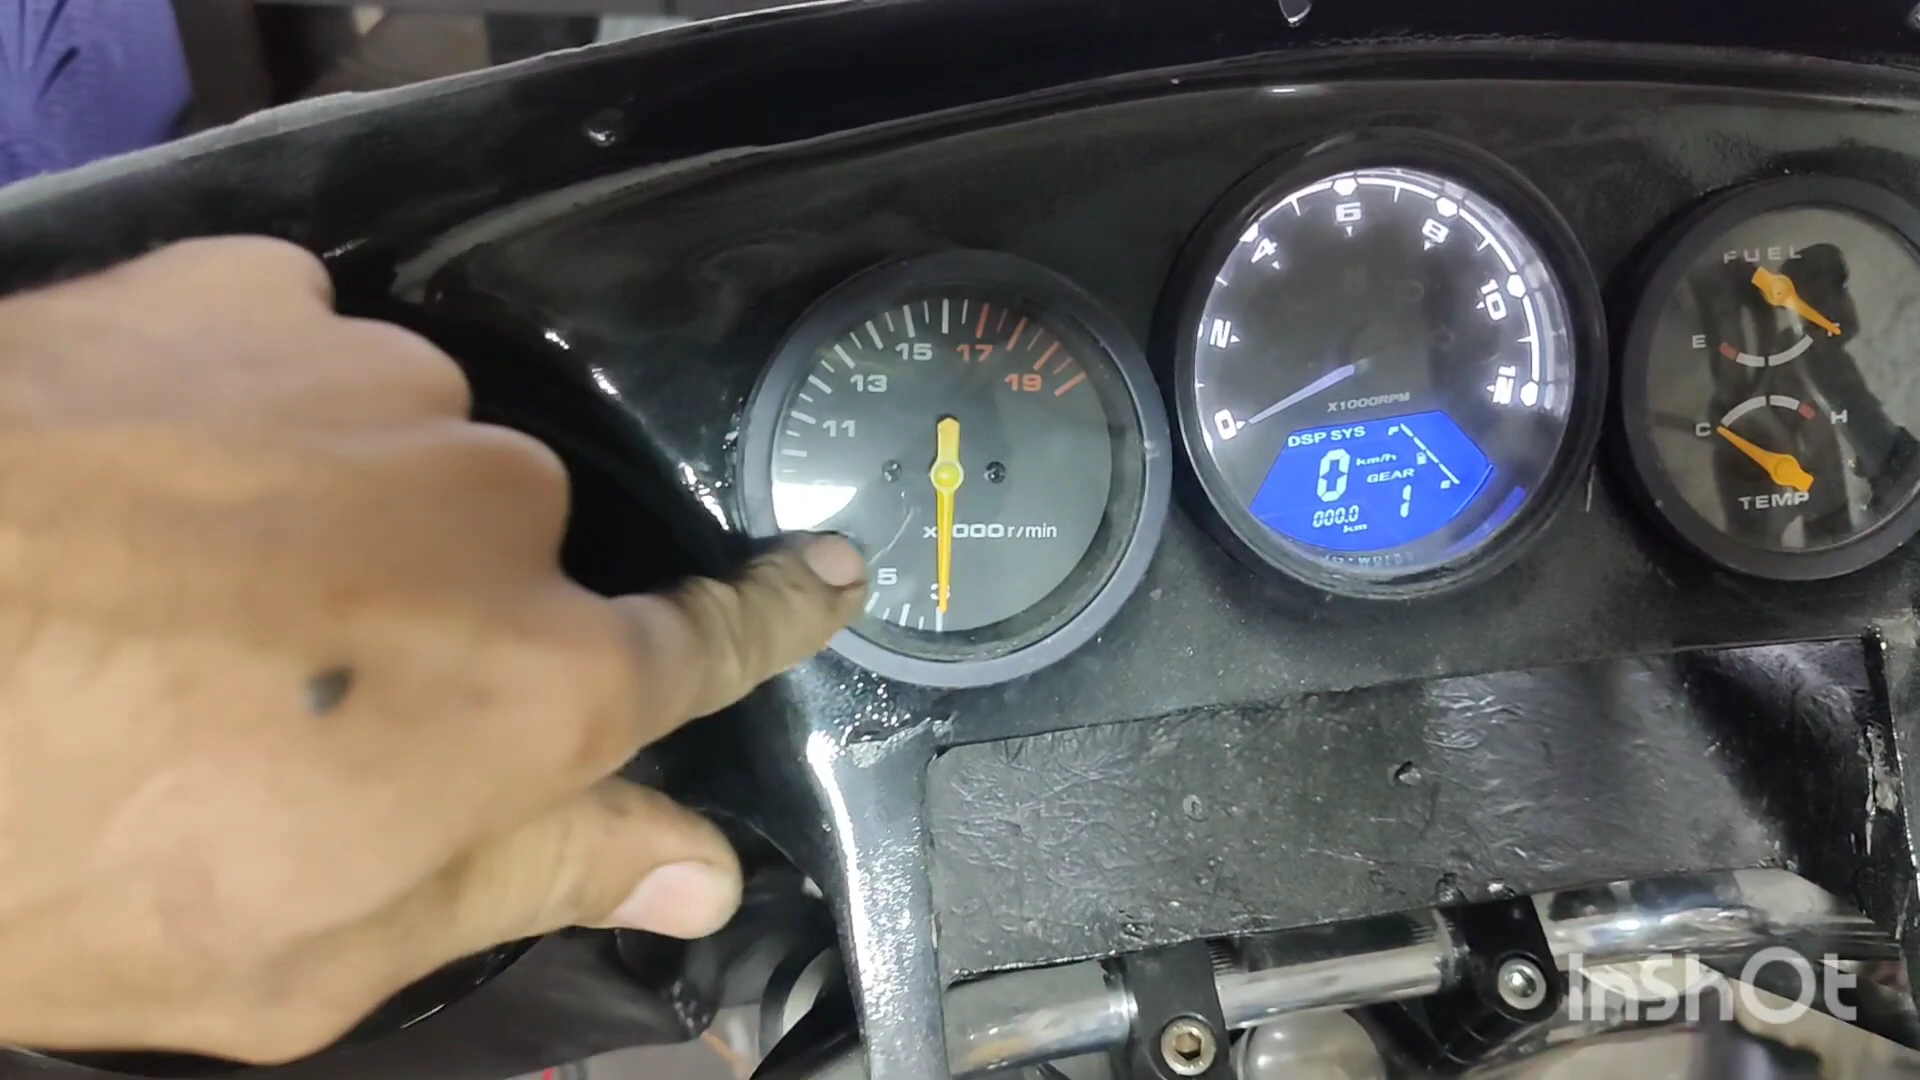 15 17
13 19
11
5
3
r/min
6
4 8
2 10
0 12
X1000RPM
DSP SYS
0 km/h
GEAR
1
000.0
km
FUEL
E
C H
TEMP
InShOt